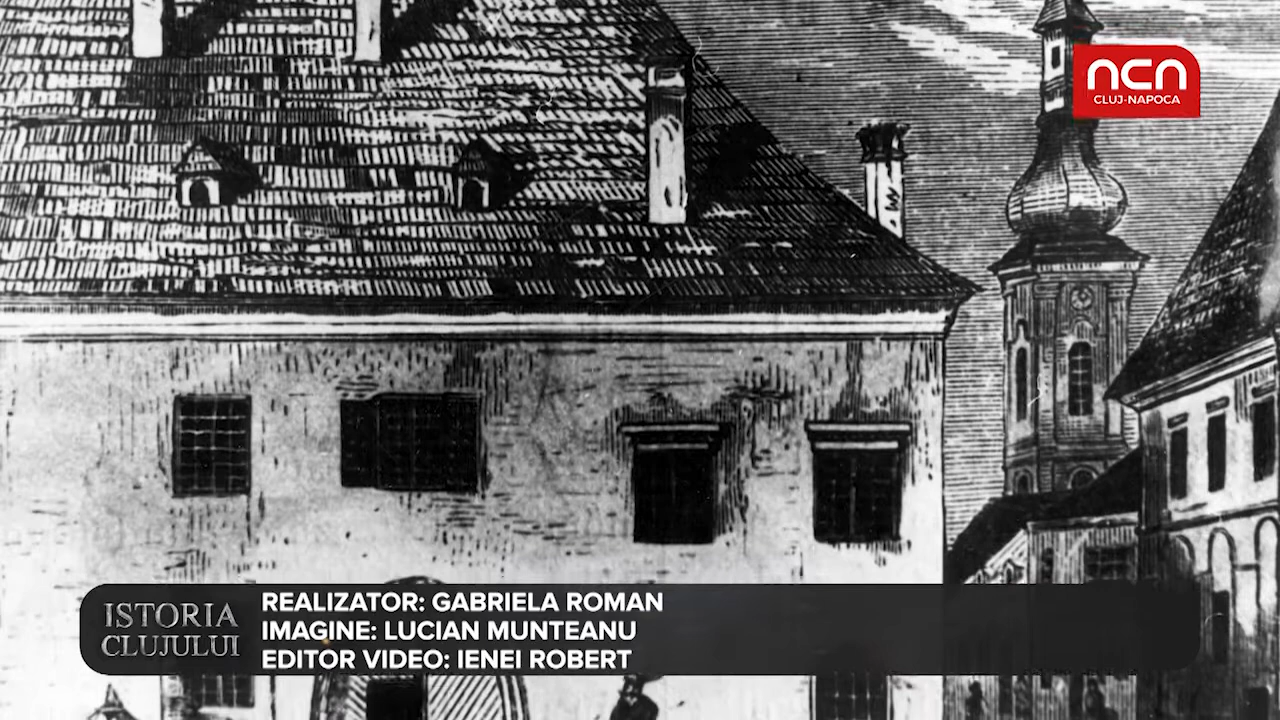 ncn
CLUJ-NAPOCA
ISTORIA
CLUJULUI
REALIZATOR: GABRIELA ROMAN
IMAGINE: LUCIAN MUNTEANU
EDITOR VIDEO: IENEI ROBERT